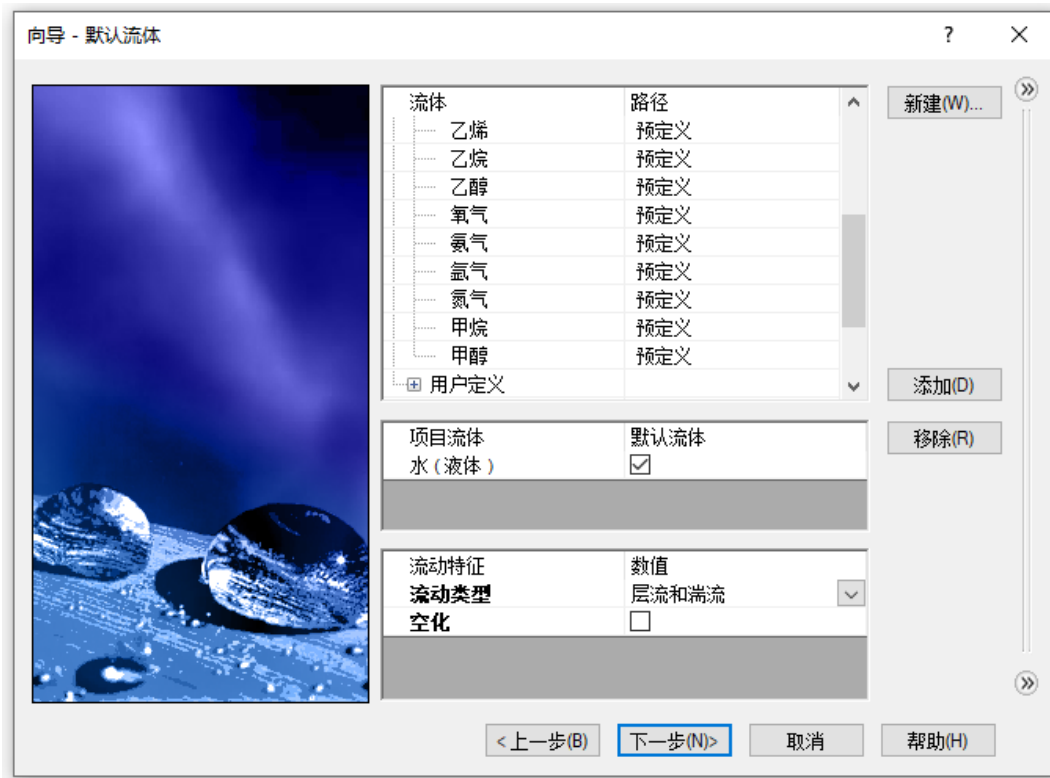 向导 - 默认流体
流体 路径
乙烯 预定义
乙烷 预定义
乙醇 预定义
氧气 预定义
氨气 预定义
氩气 预定义
氮气 预定义
甲烷 预定义
甲醇 预定义
用户定义
新建(W)...
添加(D)
项目流体 默认流体
水 ( 液体 )
移除(R)
流动特征 数值
流动类型 层流和湍流
空化
<上一步(B) 下一步(N)> 取消 帮助(H)